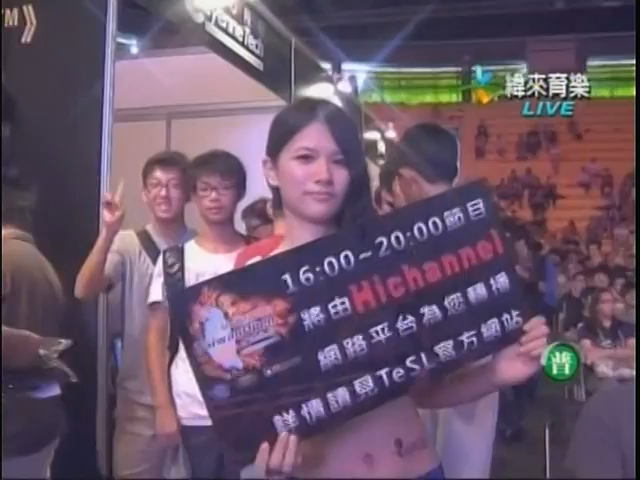 TM》
yenneTech
緯來育樂
LIVE
16:00~20:00節目
將由Hichannel
網路平台為您轉播
詳情請見TeSL官方網站
普